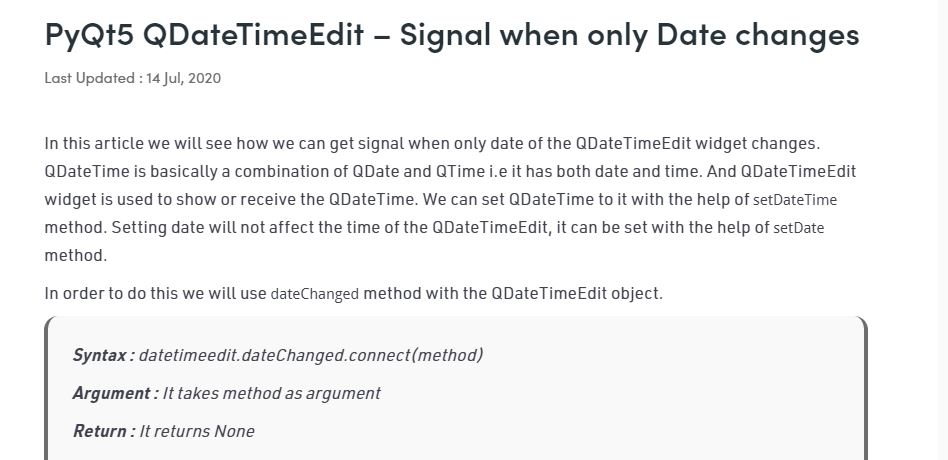 PyQt5 QDateTimeEdit – Signal when only Date changes
Last Updated : 14 Jul, 2020
In this article we will see how we can get signal when only date of the QDateTimeEdit widget changes.
QDateTime is basically a combination of QDate and QTime i.e it has both date and time. And QDateTimeEdit
widget is used to show or receive the QDateTime. We can set QDateTime to it with the help of setDateTime
method. Setting date will not affect the time of the QDateTimeEdit, it can be set with the help of setDate
method.
In order to do this we will use dateChanged method with the QDateTimeEdit object.
Syntax : datetimeedit.dateChanged.connect(method)
Argument : It takes method as argument
Return : It returns None